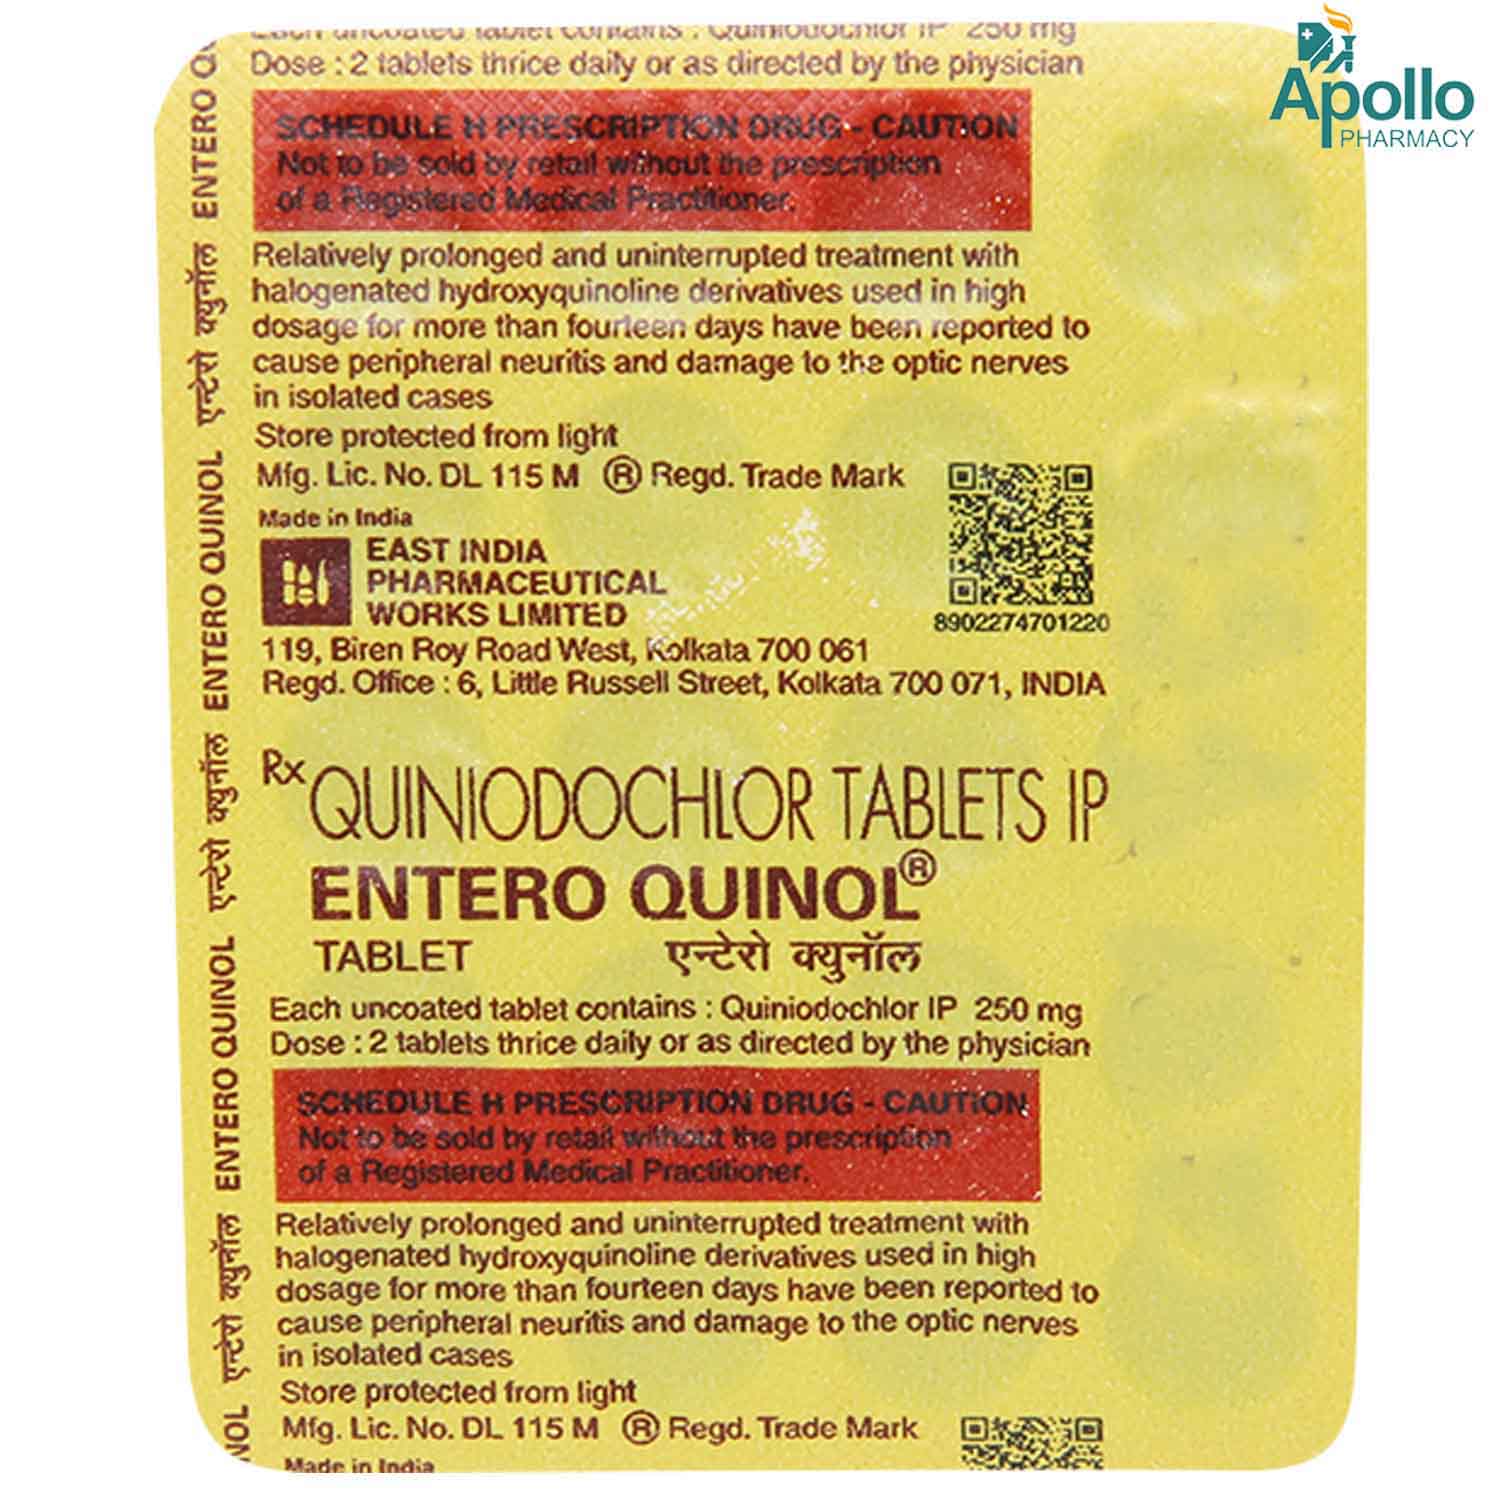 Each uncoated tablet contains : Quiniodochlor IP 250 mg
Dose : 2 tablets thrice daily or as directed by the physician
SCHEDULE H PRESCRIPTION DRUG - CAUTION
Not to be sold by retail without the prescription
of a Registered Medical Practitioner.
Relatively prolonged and uninterrupted treatment with
halogenated hydroxyquinoline derivatives used in high
dosage for more than fourteen days have been reported to
cause peripheral neuritis and damage to the optic nerves
in isolated cases
Store protected from light
Mfg. Lic. No. DL 115 M ® Regd. Trade Mark
Made in India
EAST INDIA
PHARMACEUTICAL
WORKS LIMITED
8902274701220
119, Biren Roy Road West, Kolkata 700 061
Regd. Office : 6, Little Russell Street, Kolkata 700 071, INDIA
Rx QUINIODOCHLOR TABLETS IP
ENTERO QUINOL®
TABLET एन्टेरो क्युनॉल
Each uncoated tablet contains : Quiniodochlor IP 250 mg
Dose : 2 tablets thrice daily or as directed by the physician
SCHEDULE H PRESCRIPTION DRUG - CAUTION
Not to be sold by retail without the prescription
of a Registered Medical Practitioner.
Relatively prolonged and uninterrupted treatment with
halogenated hydroxyquinoline derivatives used in high
dosage for more than fourteen days have been reported to
cause peripheral neuritis and damage to the optic nerves
in isolated cases
Store protected from light
Mfg. Lic. No. DL 115 M ® Regd. Trade Mark
Made in India
NOL एन्टेरो क्युनॉल ENTERO QUINOL एन्टेरो क्युनॉल ENTERO QUINOL एन्टेरो क्युनॉल ENTERO Q
Apollo
PHARMACY